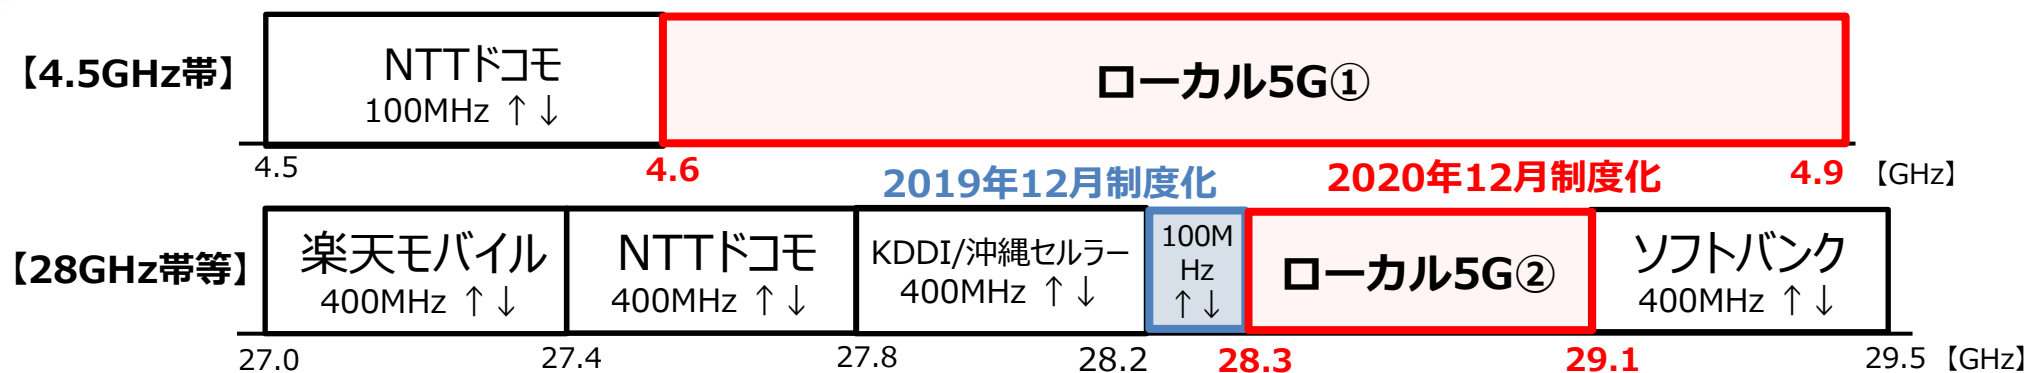 【4.5GHz帯】
NTTドコモ
100MHz ↑↓
ローカル5G①
4.5
4.6
4.9
【GHz】
2019年12月制度化
2020年12月制度化
【28GHz帯等】
楽天モバイル
400MHz ↑↓
NTTドコモ
400MHz ↑↓
KDDI/沖縄セルラー
400MHz ↑↓
100M
Hz
↑↓
ローカル5G②
ソフトバンク
400MHz ↑↓
27.0
27.4
27.8
28.2
28.3
29.1
29.5
【GHz】